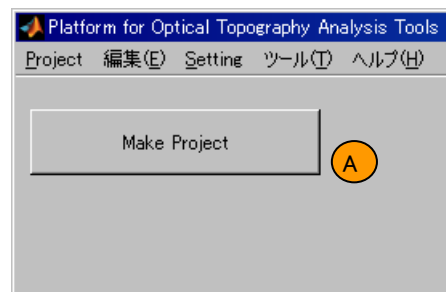 Platform for Optical Topography Analysis Tools
Project 編集(E) Setting ツール(T) ヘルプ(H)
Make Project
A